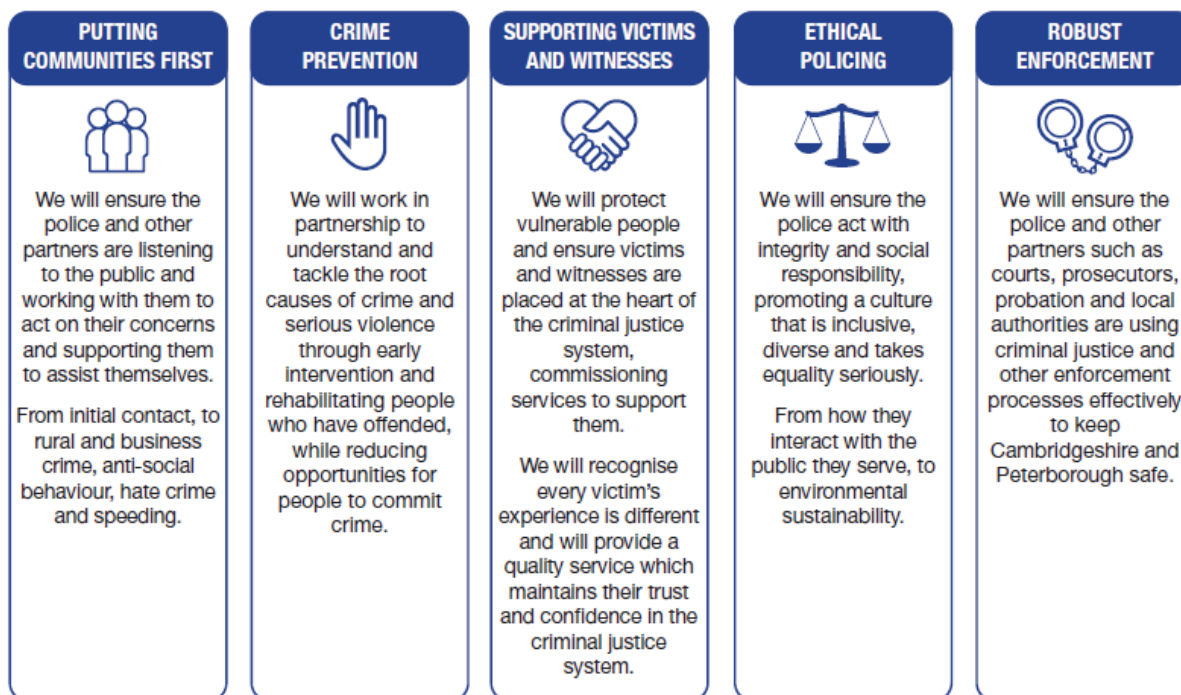 PUTTING
COMMUNITIES FIRST
We will ensure the
police and other
partners are listening
to the public and
working with them to
act on their concerns
and supporting them
to assist themselves.
From initial contact, to
rural and business
crime, anti-social
behaviour, hate crime
and speeding.
CRIME
PREVENTION
We will work in
partnership to
understand and
tackle the root
causes of crime and
serious violence
through early
intervention and
rehabilitating people
who have offended,
while reducing
opportunities for
people to commit
crime.
SUPPORTING VICTIMS
AND WITNESSES
We will protect
vulnerable people
and ensure victims
and witnesses are
placed at the heart of
the criminal justice
system,
commissioning
services to support
them.
We will recognise
every victim's
experience is different
and will provide a
quality service which
maintains their trust
and confidence in the
criminal justice
system.
ETHICAL
POLICING
We will ensure the
police act with
integrity and social
responsibility,
promoting a culture
that is inclusive,
diverse and takes
equality seriously.
From how they
interact with the
public they serve, to
environmental
sustainability.
ROBUST
ENFORCEMENT
We will ensure the
police and other
partners such as
courts, prosecutors,
probation and local
authorities are using
criminal justice and
other enforcement
processes effectively
to keep
Cambridgeshire and
Peterborough safe.